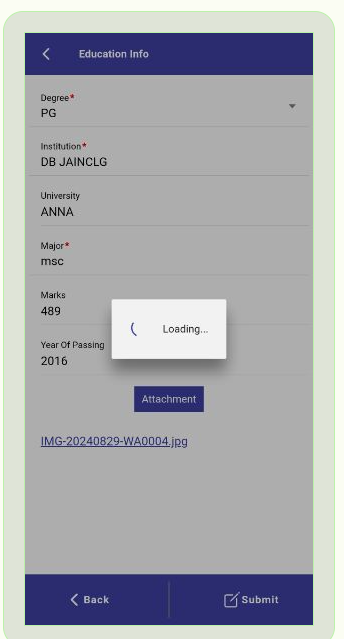 Education Info
Degree*
PG
Institution*
DB JAINCLG
University
ANNA
Major*
msc
Marks
489
Loading...
Year Of Passing
2016
Attachment
IMG-20240829-WA0004.jpg
Back
Submit